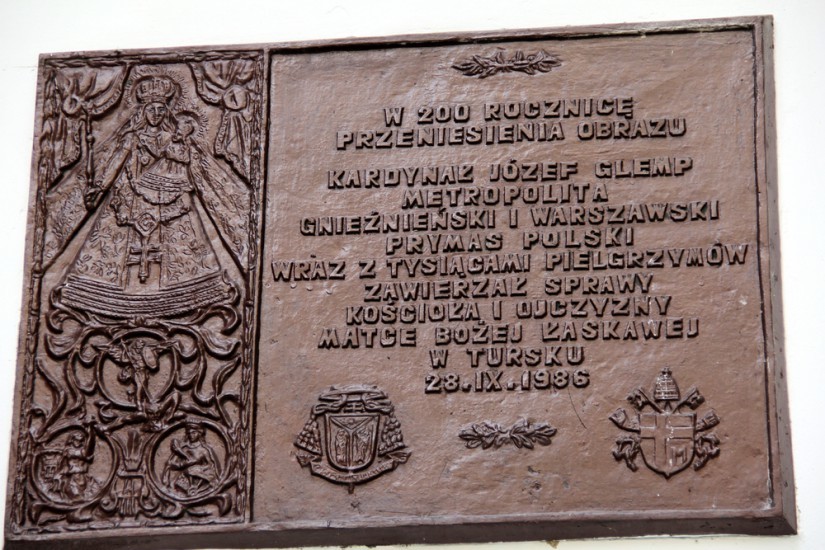 W 200 ROCZNICĘ
PRZENIESIENIA OBRAZU
KARDYNAŁ JÓZEF GLEMP
METROPOLITA
GNIEŹNIEŃSKI I WARSZAWSKI
PRYMAS POLSKI
WRAZ Z TYSIĄCAMI PIELGRZYMÓW
ZAWIERZAŁ SPRAWY
KOŚCIOŁA I OJCZYZNY
MATCE BOŻEJ ŁASKAWEJ
W TURSKU
28.IX.1986